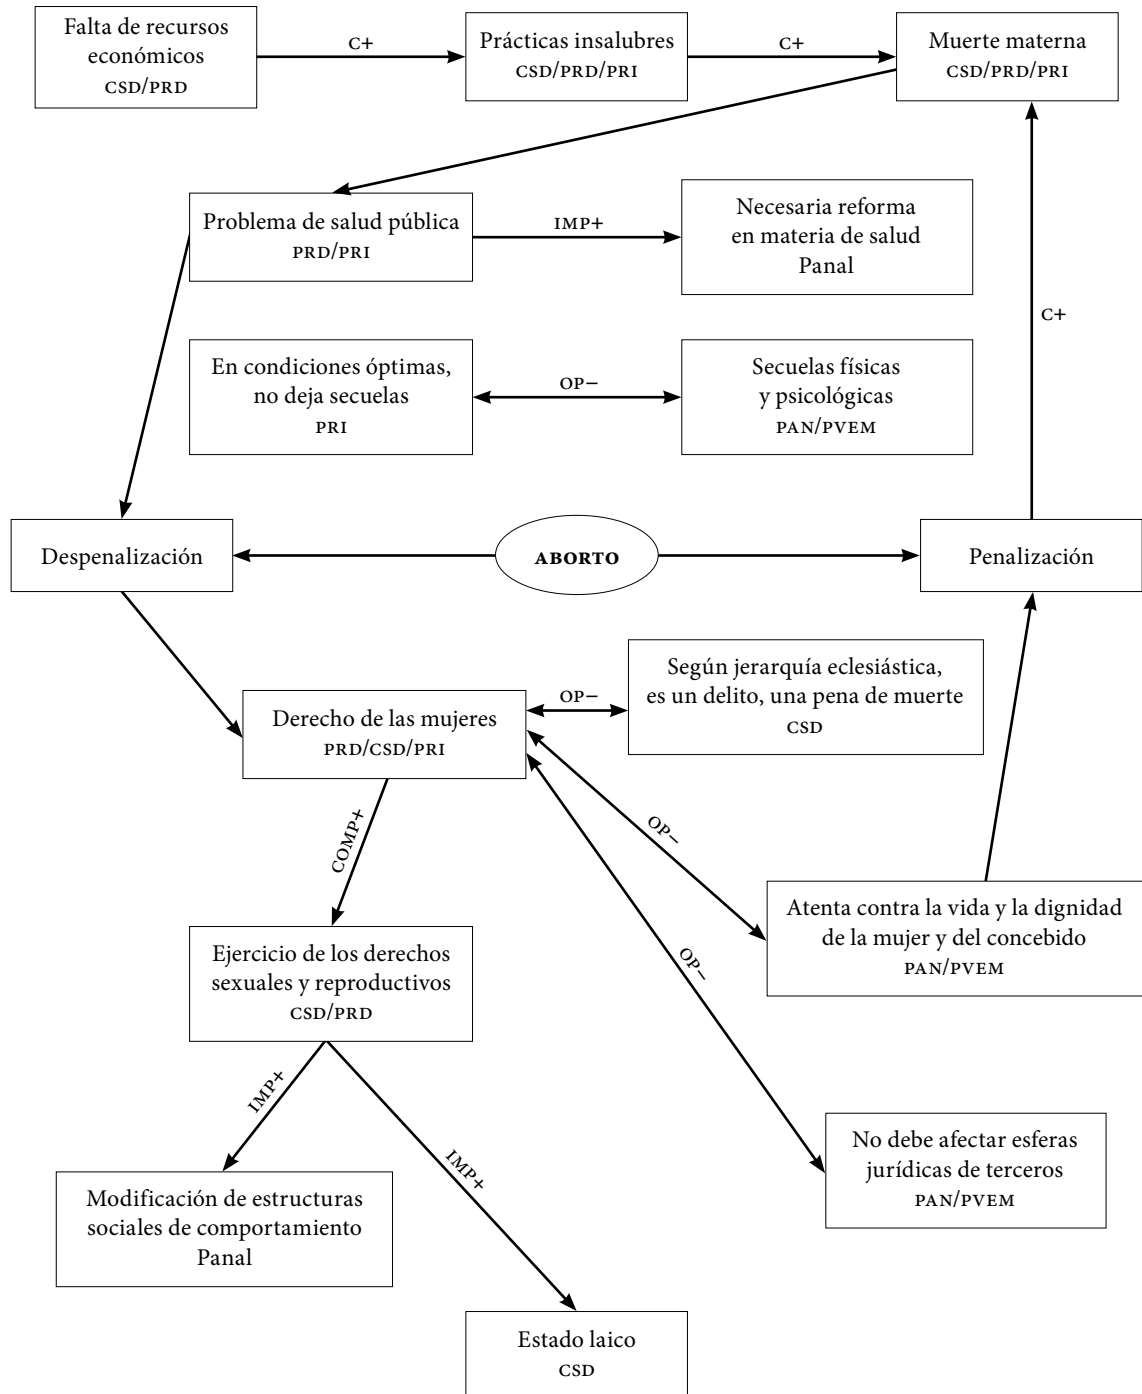 Falta de recursos
económicos
CSD/PRD
C+
Prácticas insalubres
CSD/PRD/PRI
C+
Muerte materna
CSD/PRD/PRI
Problema de salud pública
PRD/PRI
IMP+
Necesaria reforma
en materia de salud
Panal
C+
En condiciones óptimas,
no deja secuelas
PRI
OP–
Secuelas físicas
y psicológicas
PAN/PVEM
Despenalización
ABORTO
Penalización
Según jerarquía eclesiástica,
es un delito, una pena de muerte
CSD
OP–
Derecho de las mujeres
PRD/CSD/PRI
OP–
COMP+
Atenta contra la vida y la dignidad
de la mujer y del concebido
PAN/PVEM
OP–
Ejercicio de los derechos
sexuales y reproductivos
CSD/PRD
IMP+
IMP+
No debe afectar esferas
jurídicas de terceros
PAN/PVEM
Modificación de estructuras
sociales de comportamiento
Panal
Estado laico
CSD